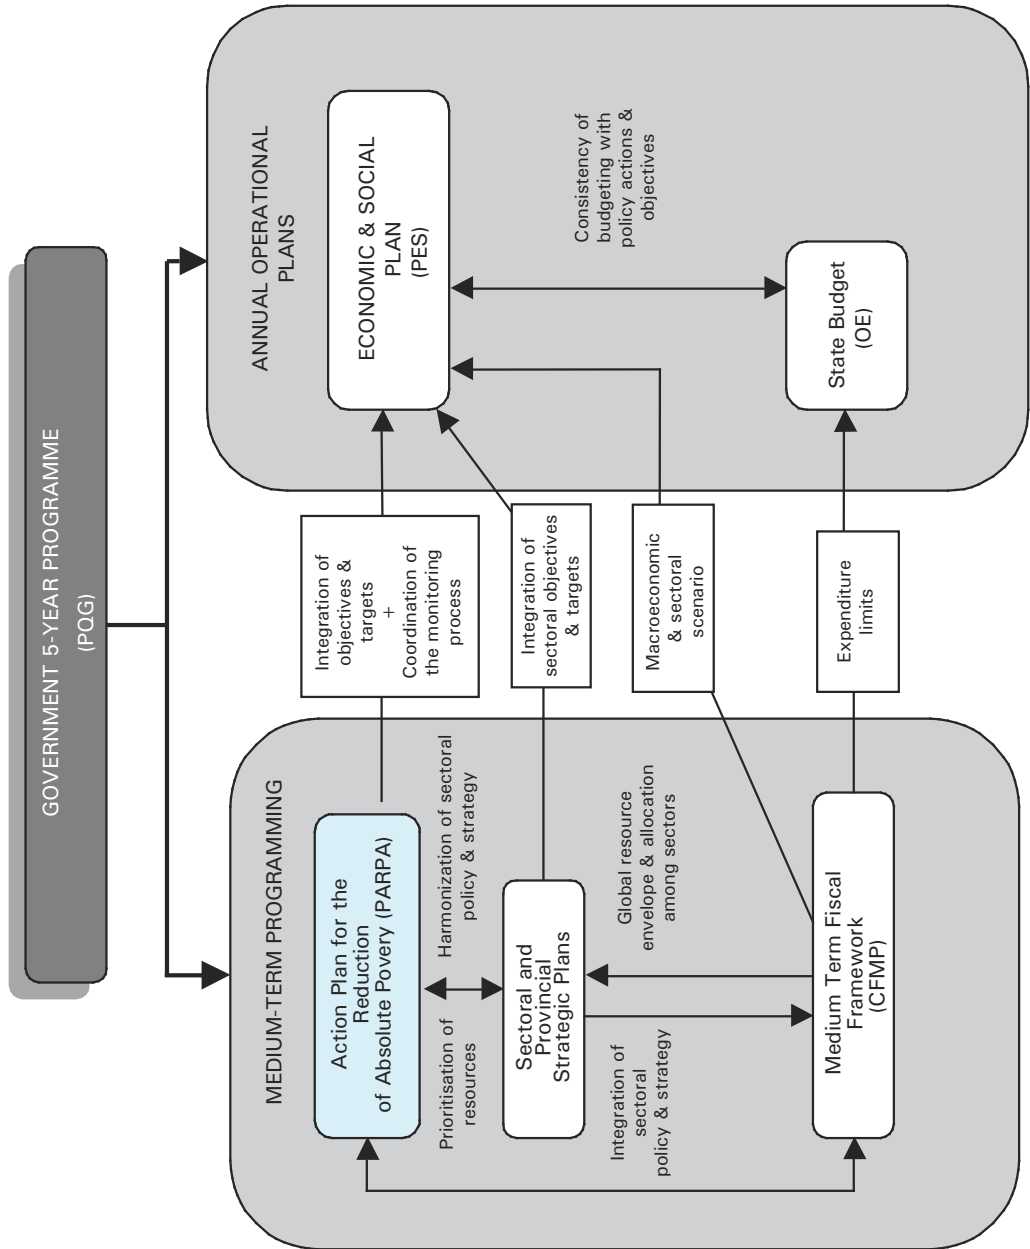 GOVERNMENT 5-YEAR PROGRAMME
(PQG)
MEDIUM-TERM PROGRAMMING
Action Plan for the
Reduction
of Absolute Povery (PARPA)
Prioritisation of
resources
Harmonization of sectoral
policy & strategy
Sectoral and
Provincial
Strategic Plans
Integration of
sectoral
policy & strategy
Global resource
envelope & allocation
among sectors
Medium Term Fiscal
Framework
(CFMP)
Integration of
objectives &
targets
+
Coordination of
the monitoring
process
Integration of
sectoral objectives
& targets
Macroeconomic
& sectoral
scenario
Expenditure
limits
ANNUAL OPERATIONAL
PLANS
ECONOMIC & SOCIAL
PLAN
(PES)
Consistency of
budgeting with
policy actions &
objectives
State Budget
(OE)